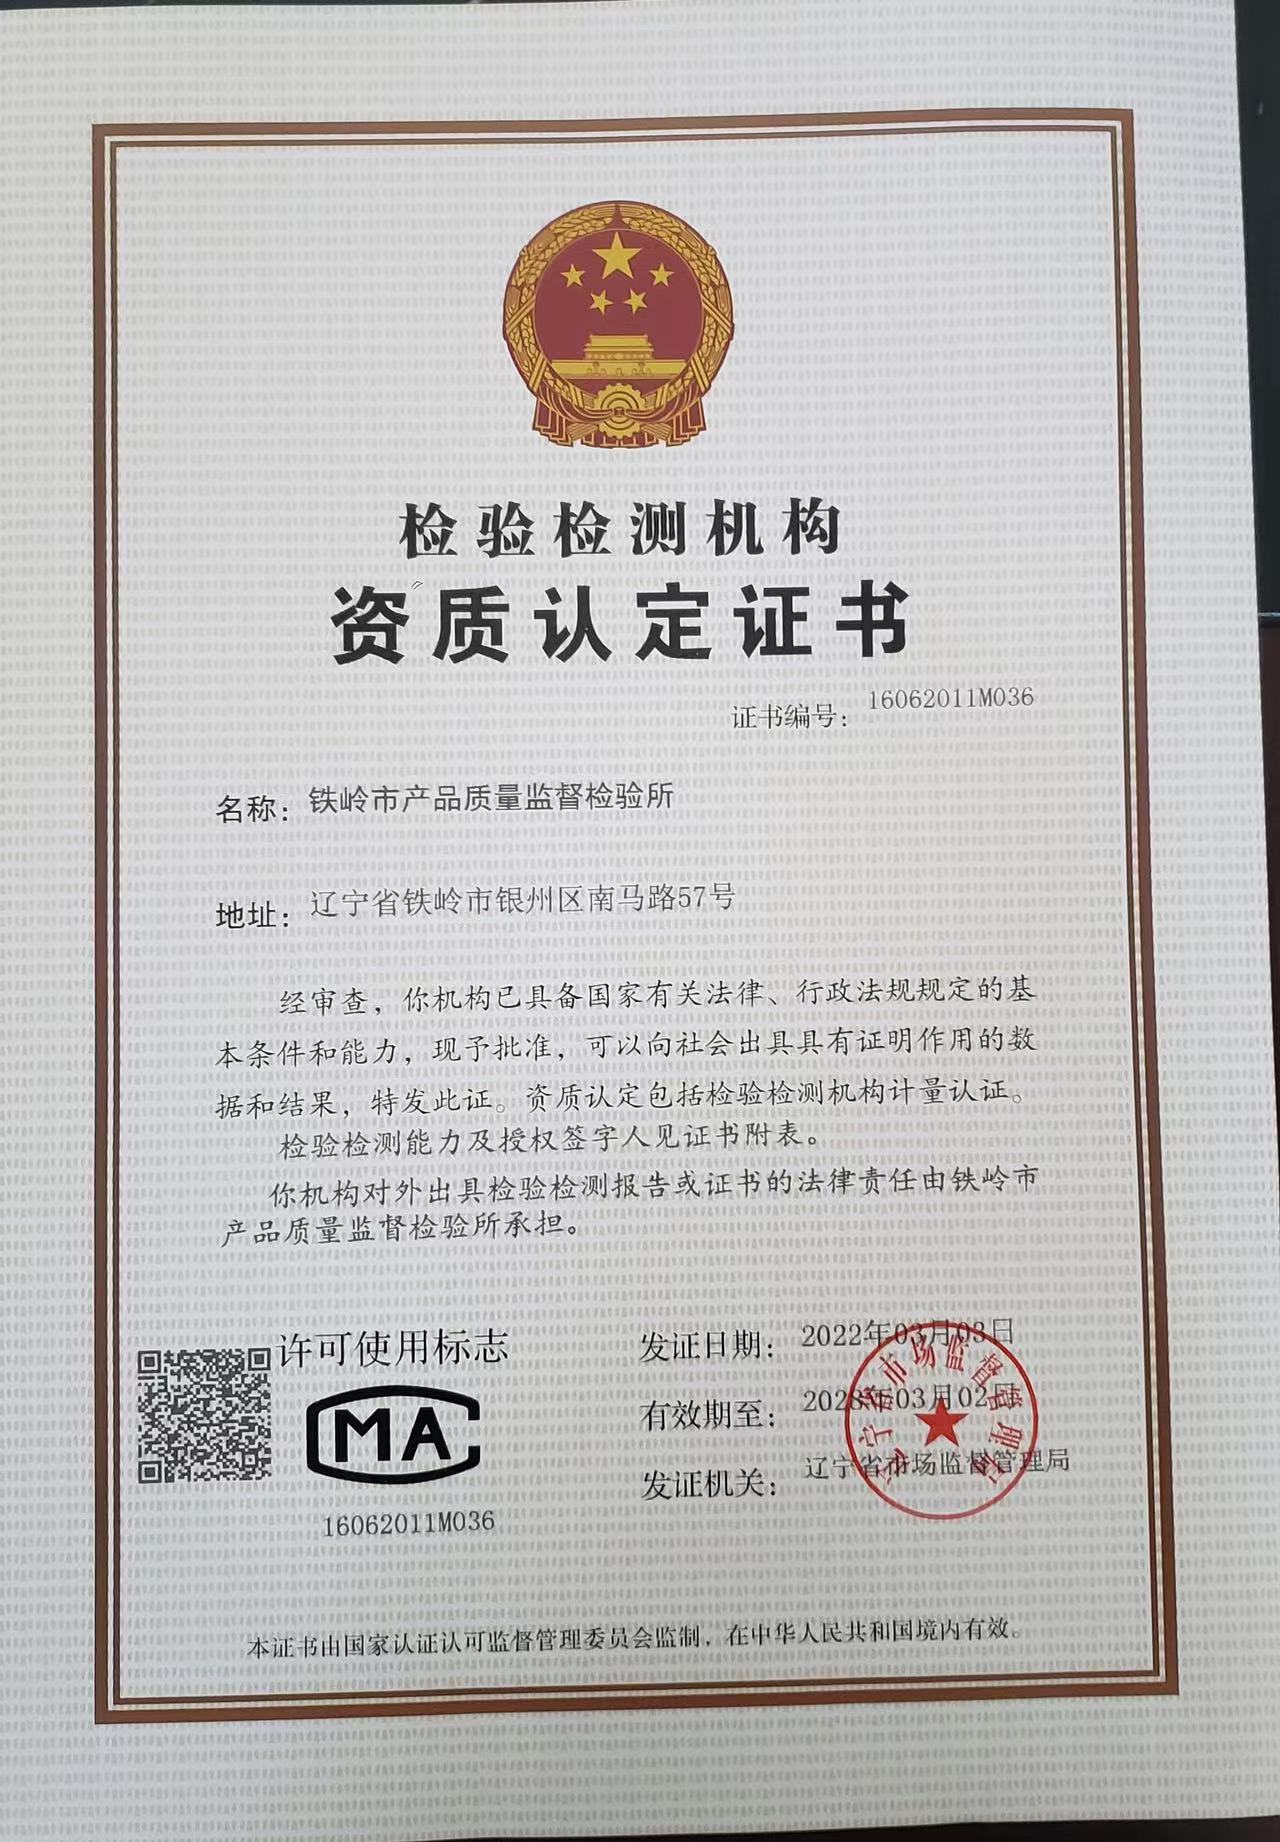 检验检测机构
资质认定证书
证书编号：16062011M036
名称：铁岭市产品质量监督检验所
地址：辽宁省铁岭市银州区南马路57号
经审查，你机构已具备国家有关法律、行政法规规定的基
本条件和能力，现予批准，可以向社会出具具有证明作用的数
据和结果，特发此证。资质认定包括检验检测机构计量认证。
检验检测能力及授权签字人见证书附表。
你机构对外出具检验检测报告或证书的法律责任由铁岭市
产品质量监督检验所承担。
许可使用标志
MA
16062011M036
发证日期：2022年03月03日
有效期至：2028年03月02日
发证机关：辽宁省市场监督管理局
辽宁省市场监督管理局
本证书由国家认证认可监督管理委员会监制，在中华人民共和国境内有效。